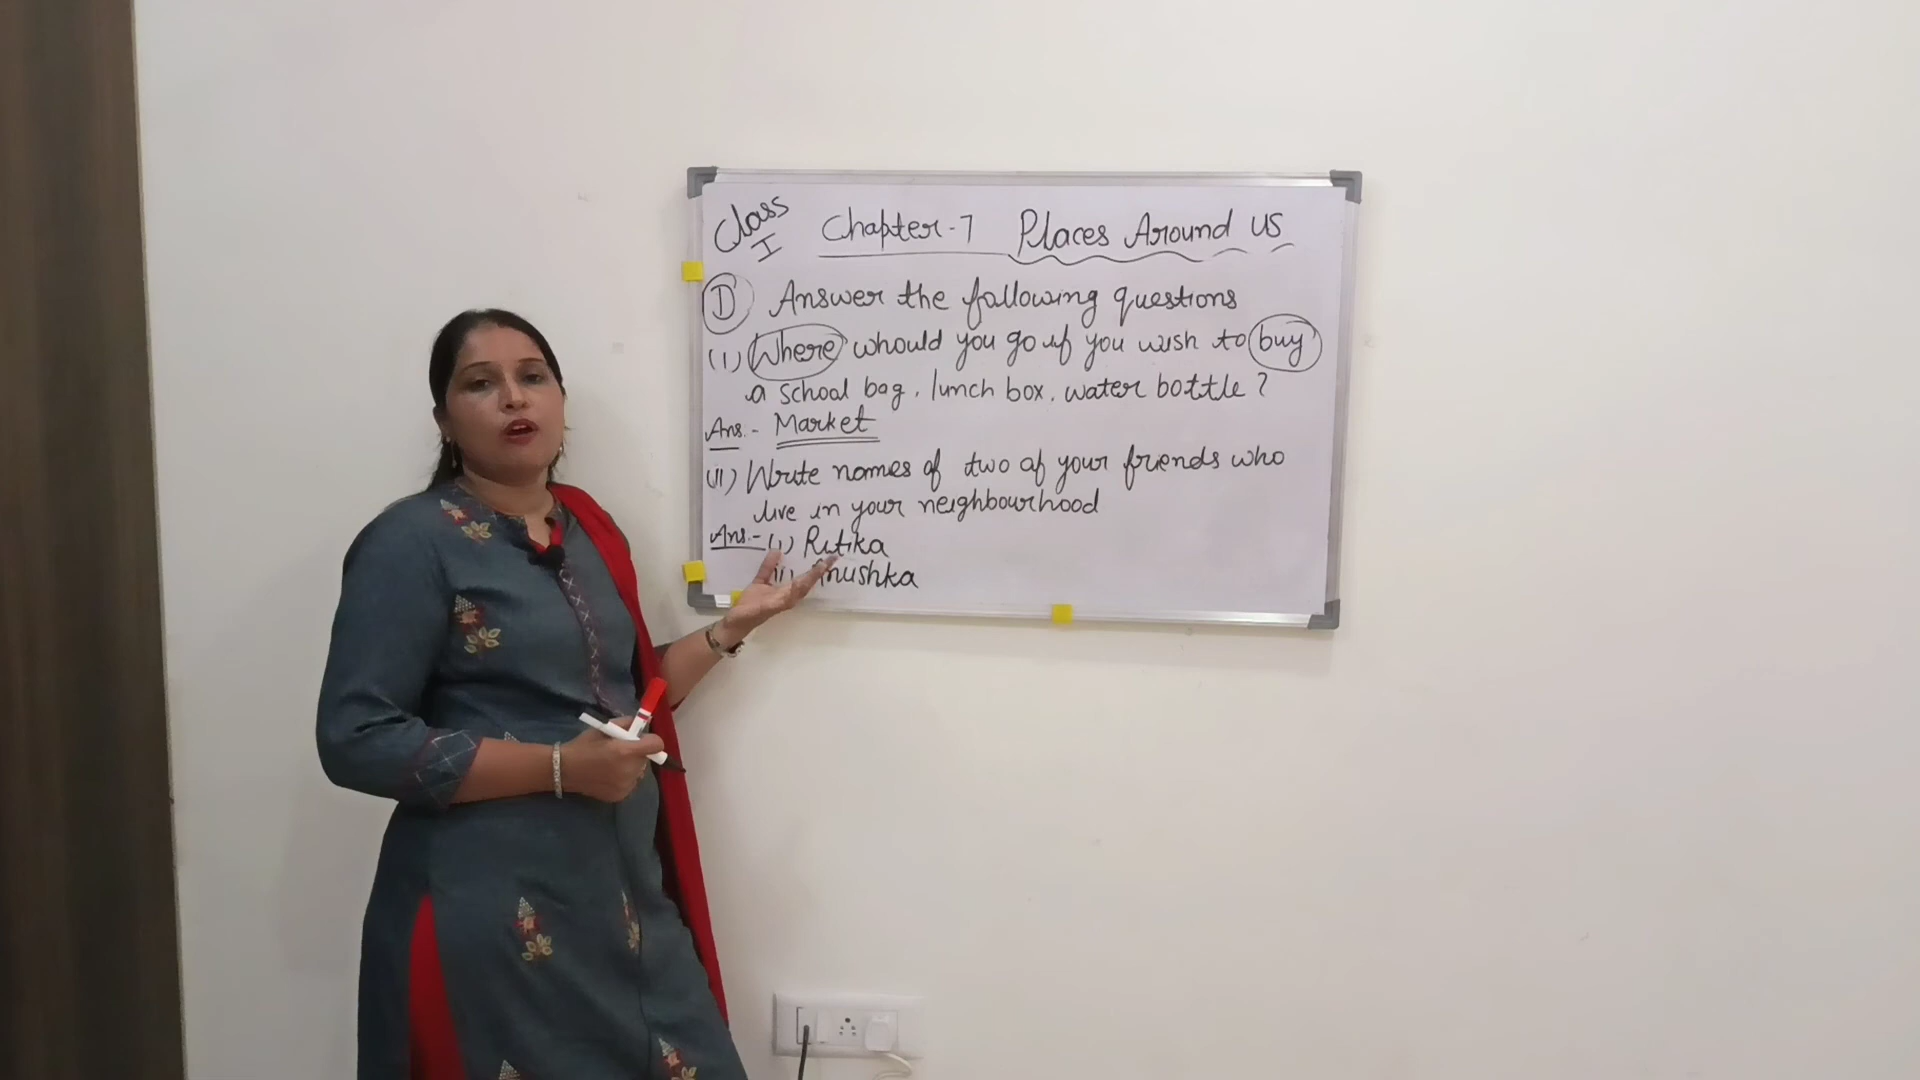 Class I Chapter-7 Places Around us
D Answer the following questions
(i) Where whould you go if you wish to buy
a school bag, lunch box, water bottle?
Ans.- Market
(ii) Write names of two of your friends who
live in your neighbourhood
Ans.- (i) Ritika
(ii) Anushka